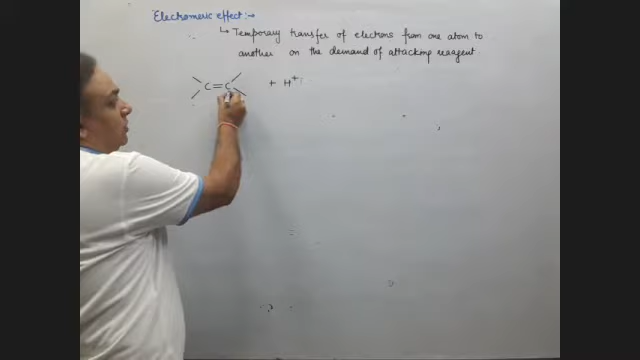 Electromeric effect:-
↳ Temporary transfer of electrons from one atom to
another on the demand of attacking reagent
C=C + H+